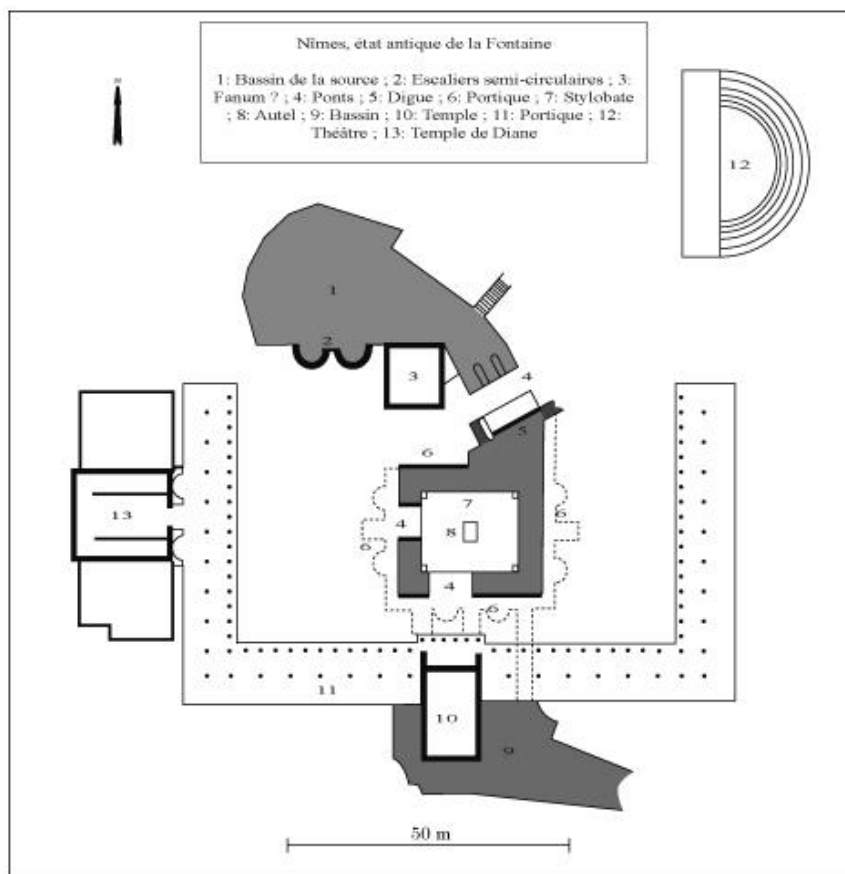 Nîmes, état antique de la Fontaine
1: Bassin de la source ; 2: Escaliers semi-circulaires ; 3:
Fanum ? ; 4: Ponts ; 5: Digue ; 6: Portique ; 7: Stylobate
; 8: Autel ; 9: Bassin ; 10: Temple ; 11: Portique ; 12:
Théâtre ; 13: Temple de Diane
N
12
1
2
3
4
5
6
7
13
4
8
6
6
4
6
11
10
9
50 m